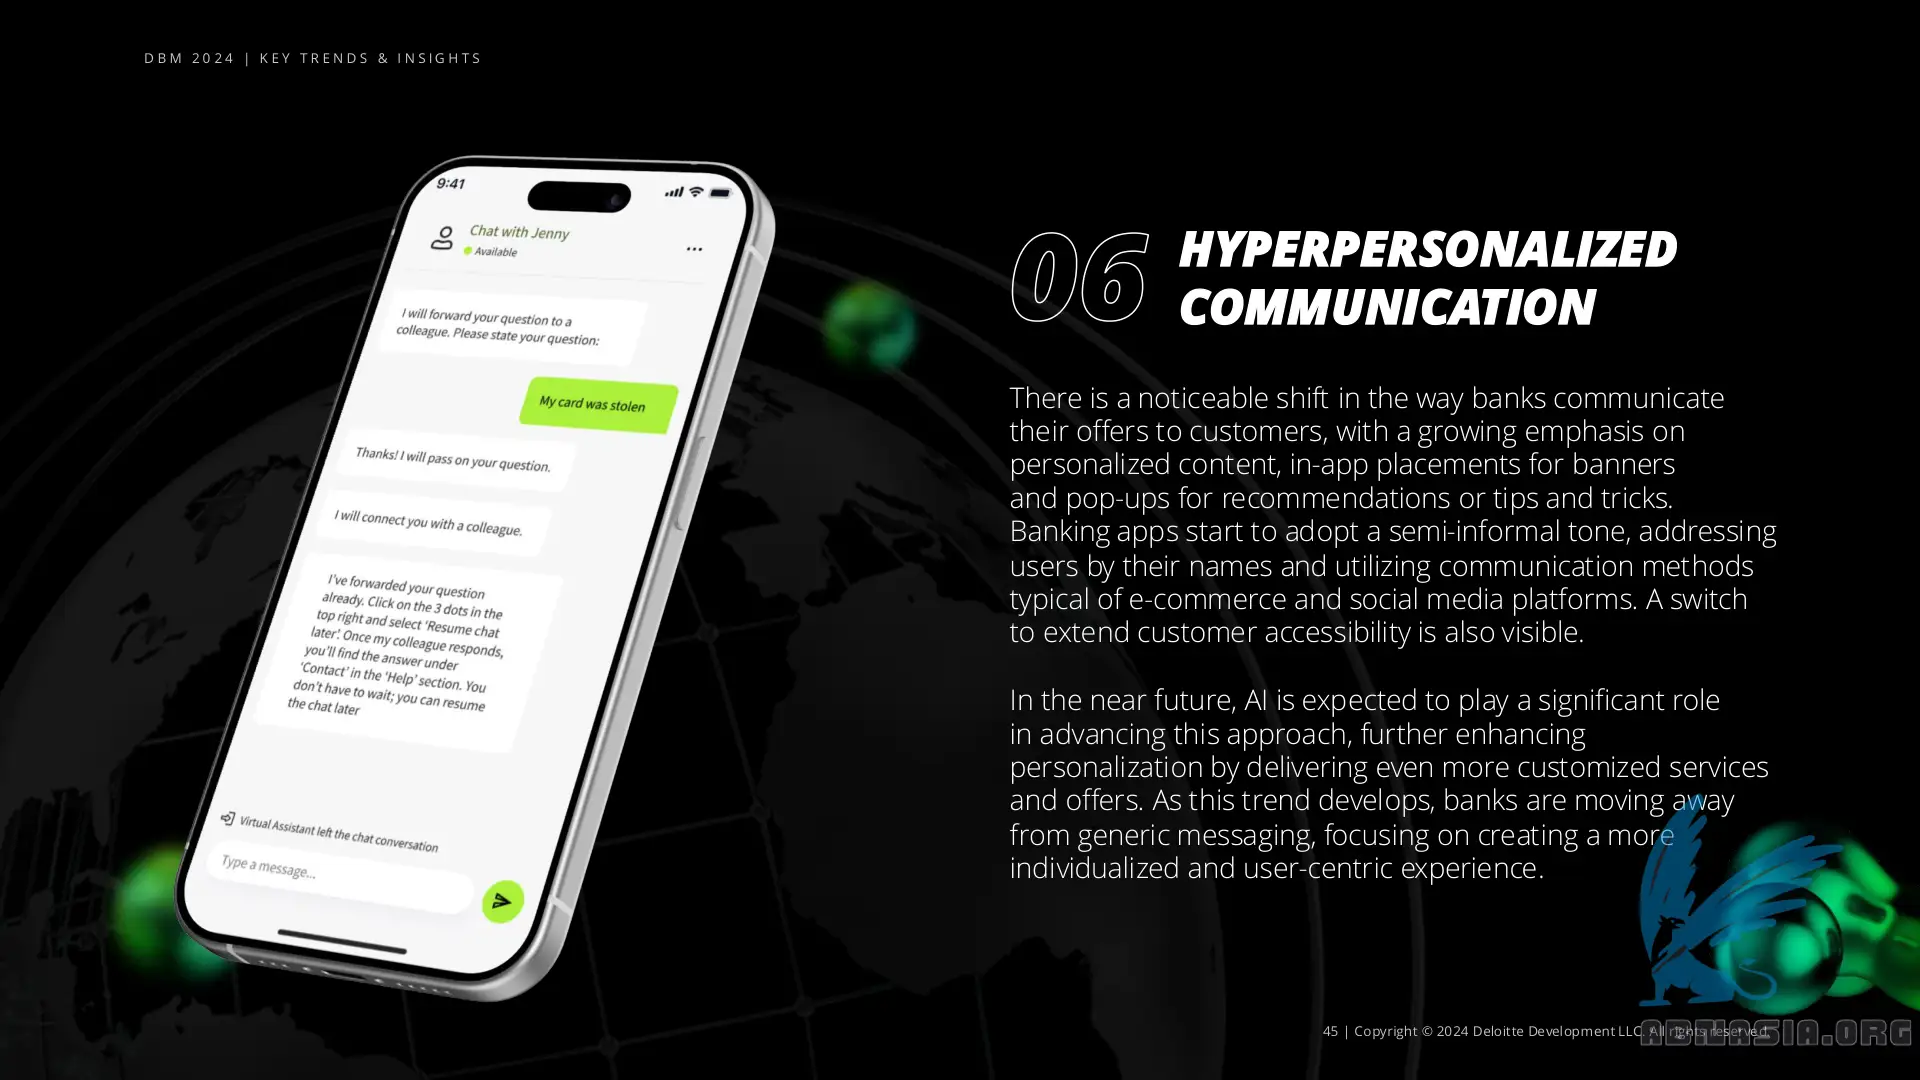 DBM 2024 | KEY TRENDS & INSIGHTS
9:41
Chat with Jenny
Available
I will forward your question to a
colleague. Please state your question:
My card was stolen
Thanks! I will pass on your question.
I will connect you with a colleague.
I've forwarded your question
already. Click on the 3 dots in the
top right and select 'Resume chat
later'. Once my colleague responds,
you'll find the answer under
'Contact' in the 'Help' section. You
don't have to wait; you can resume
the chat later
Virtual Assistant left the chat conversation
Type a message...
06
HYPERPERSONALIZED
COMMUNICATION
There is a noticeable shift in the way banks communicate
their offers to customers, with a growing emphasis on
personalized content, in-app placements for banners
and pop-ups for recommendations or tips and tricks.
Banking apps start to adopt a semi-informal tone, addressing
users by their names and utilizing communication methods
typical of e-commerce and social media platforms. A switch
to extend customer accessibility is also visible.
In the near future, AI is expected to play a significant role
in advancing this approach, further enhancing
personalization by delivering even more customized services
and offers. As this trend develops, banks are moving away
from generic messaging, focusing on creating a more
individualized and user-centric experience.
45 | Copyright © 2024 Deloitte Development LLC. All rights reserved.
ABINASIA.ORG